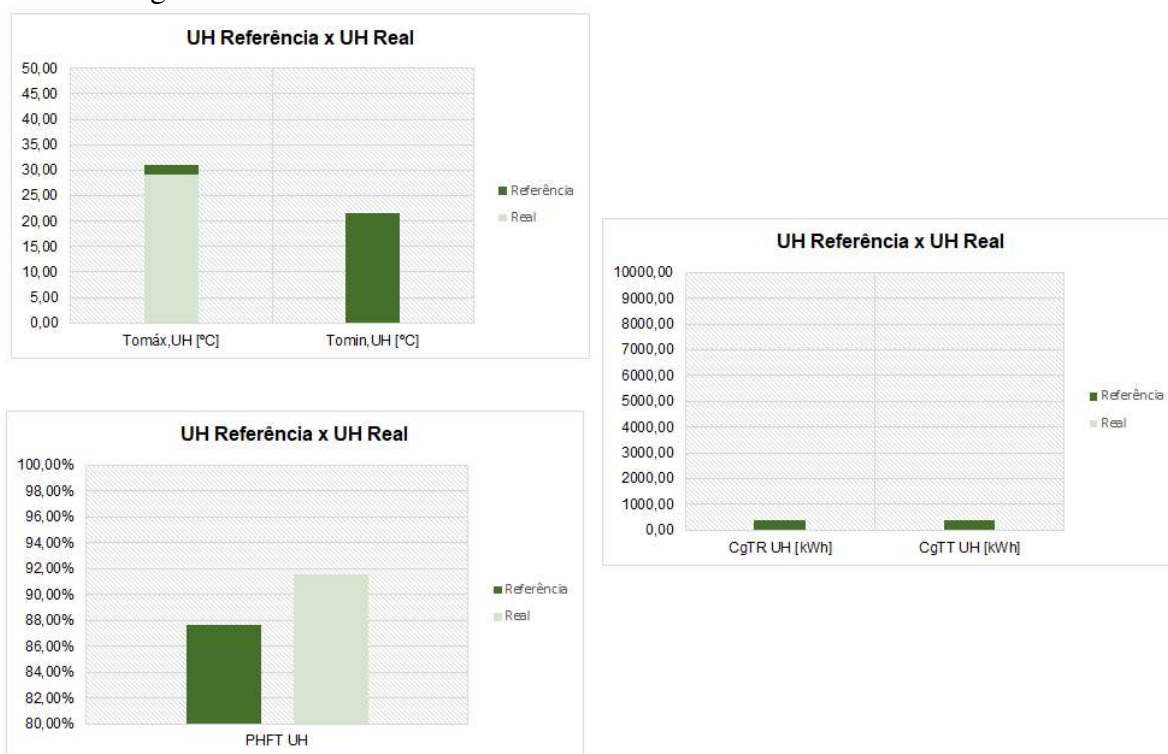 UH Referência x UH Real
50,00
45,00
40,00
35,00
30,00
25,00
20,00
15,00
10,00
5,00
0,00
Tomáx,UH [°C] Tomin,UH [°C]
Referência
Real
UH Referência x UH Real
10000,00
9000,00
8000,00
7000,00
6000,00
5000,00
4000,00
3000,00
2000,00
1000,00
0,00
CgTR UH [kWh] CgTT UH [kWh]
Referência
Real
UH Referência x UH Real
100,00%
98,00%
96,00%
94,00%
92,00%
90,00%
88,00%
86,00%
84,00%
82,00%
80,00%
PHFT UH
Referência
Real